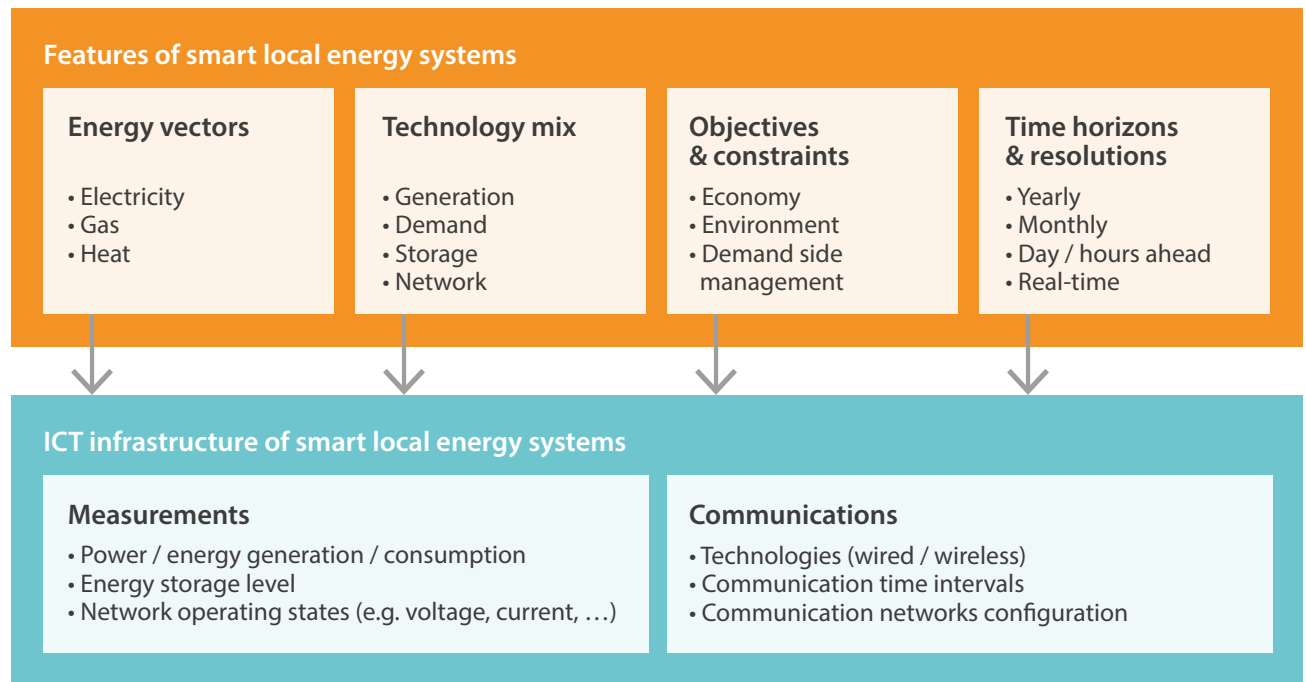 Features of smart local energy systems
Energy vectors
• Electricity
• Gas
• Heat
Technology mix
• Generation
• Demand
• Storage
• Network
Objectives
& constraints
• Economy
• Environment
• Demand side
management
Time horizons
& resolutions
• Yearly
• Monthly
• Day / hours ahead
• Real-time
ICT infrastructure of smart local energy systems
Measurements
• Power / energy generation / consumption
• Energy storage level
• Network operating states (e.g. voltage, current, …)
Communications
• Technologies (wired / wireless)
• Communication time intervals
• Communication networks configuration